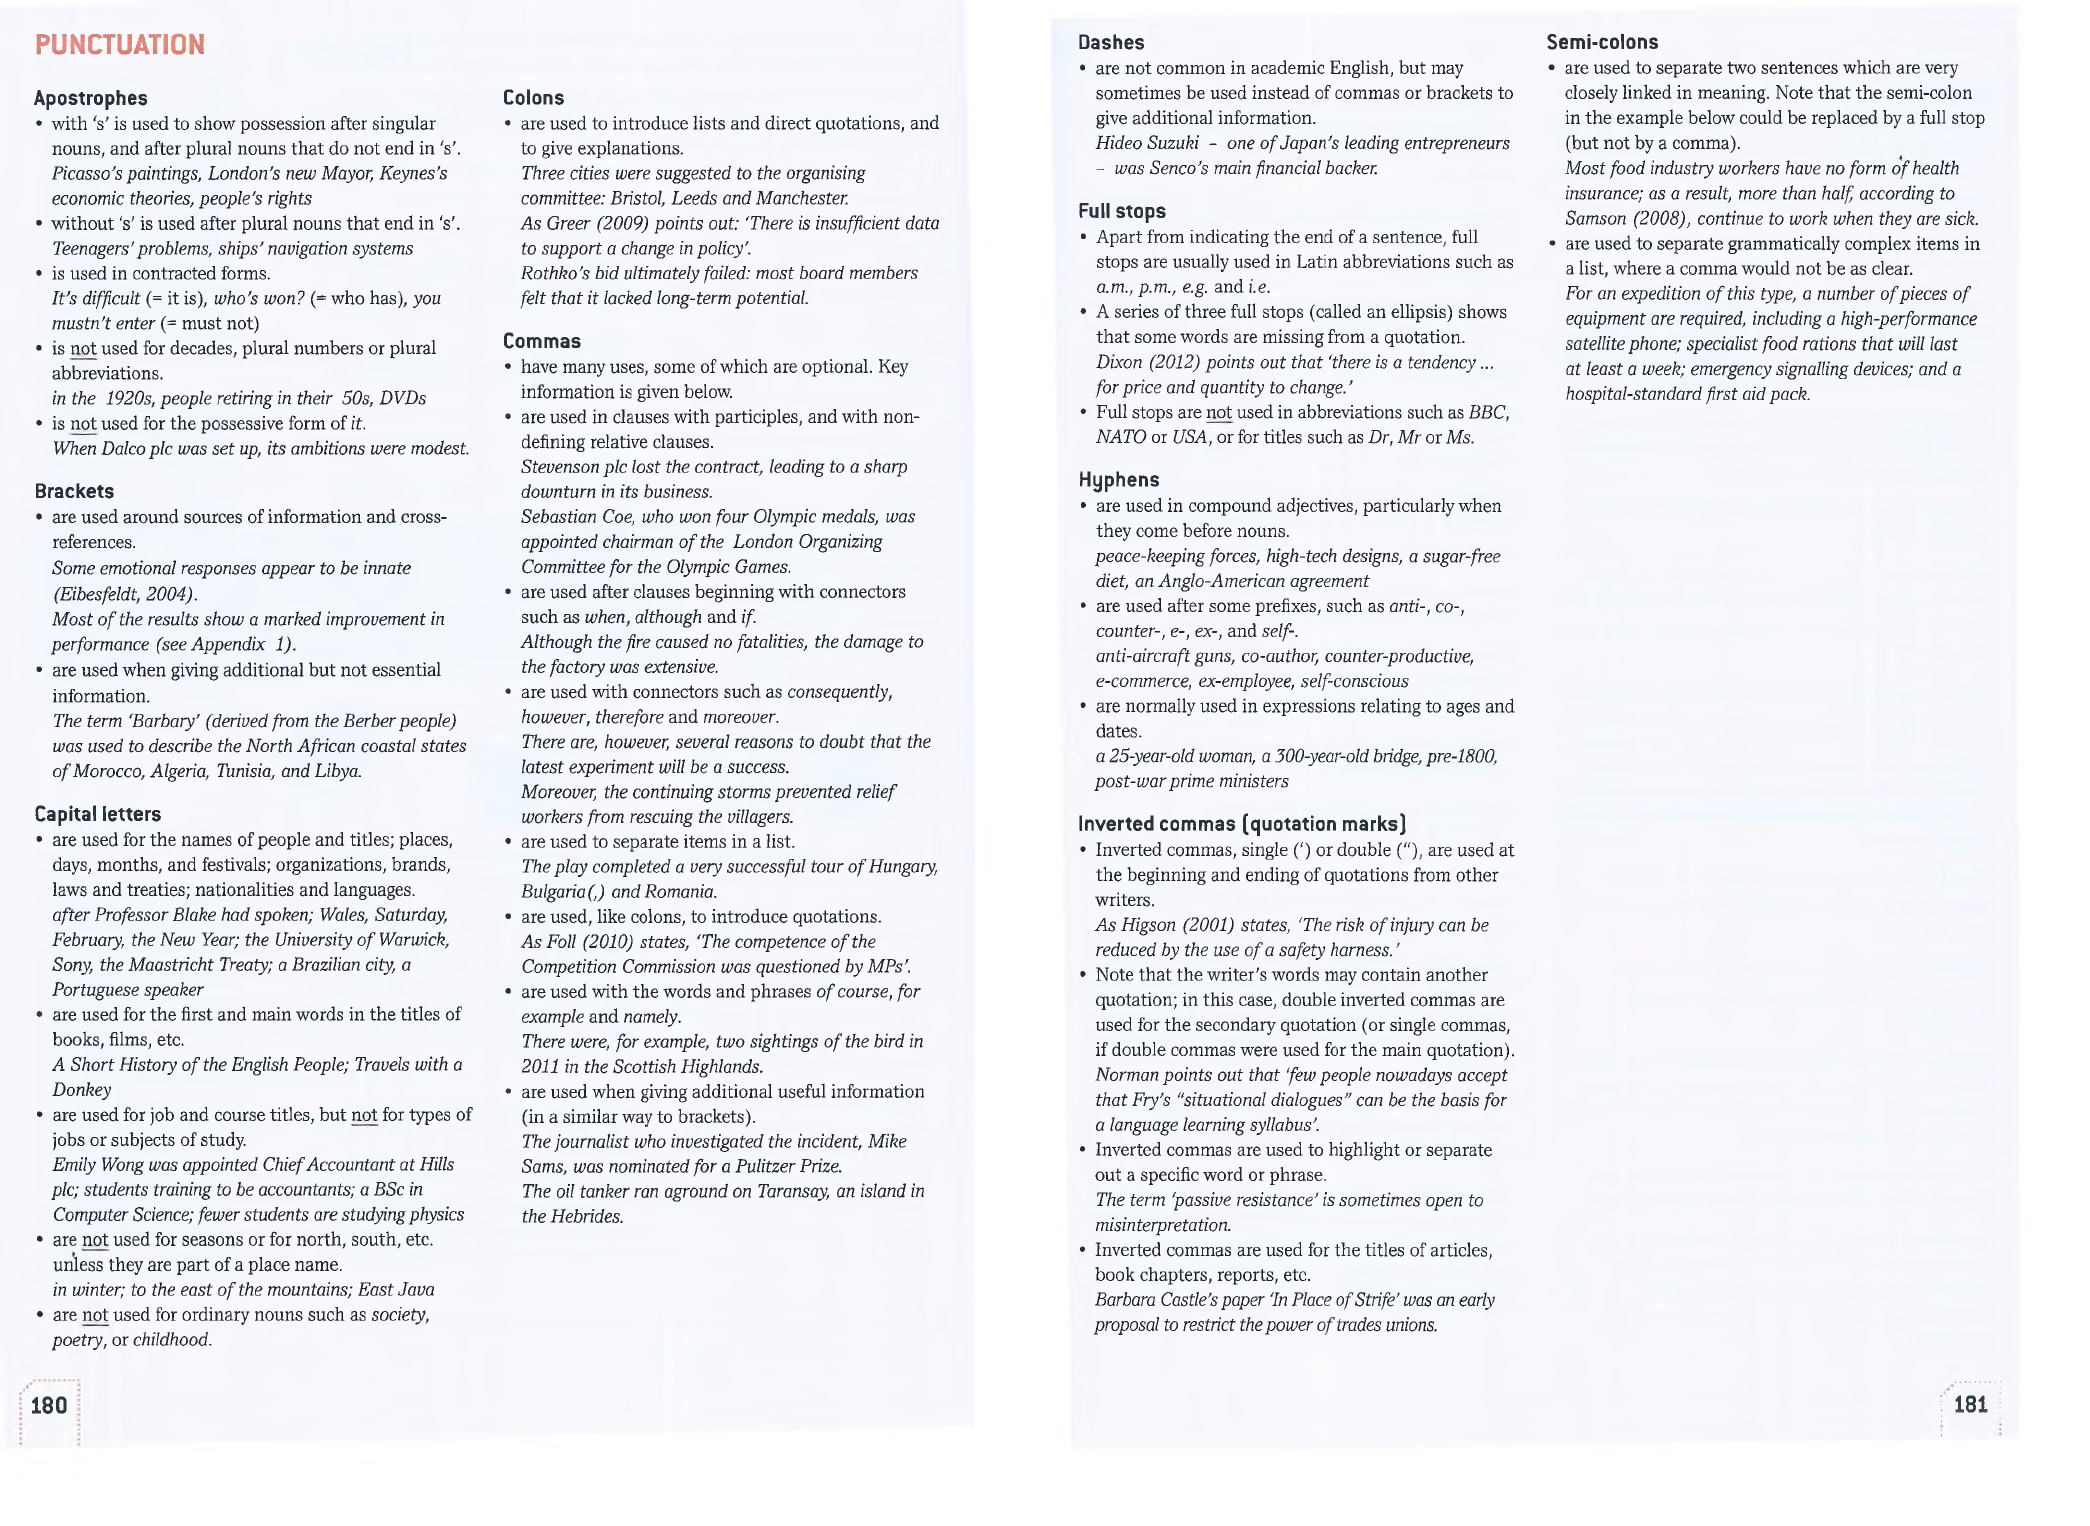 PUNCTUATION
Apostrophes
• with ‘s’ is used to show possession after singular
nouns, and after plural nouns that do not end in ‘s’.
Picasso’s paintings, London’s new Mayor, Keynes’s
economic theories, people’s rights
• without ‘s’ is used after plural nouns that end in ‘s’.
Teenagers’ problems, ships’ navigation systems
• is used in contracted forms.
It’s difficult (= it is), who’s won? (= who has), you
mustn’t enter (= must not)
• is not used for decades, plural numbers or plural
abbreviations.
in the 1920s, people retiring in their 50s, DVDs
• is not used for the possessive form of it.
When Dalco plc was set up, its ambitions were modest.
Brackets
• are used around sources of information and cross-
references.
Some emotional responses appear to be innate
(Eibesfeldt, 2004).
Most of the results show a marked improvement in
performance (see Appendix 1).
• are used when giving additional but not essential
information.
The term ‘Barbary’ (derived from the Berber people)
was used to describe the North African coastal states
of Morocco, Algeria, Tunisia, and Libya.
Capital letters
• are used for the names of people and titles; places,
days, months, and festivals; organizations, brands,
laws and treaties; nationalities and languages.
after Professor Blake had spoken; Wales, Saturday,
February, the New Year; the University of Warwick,
Sony, the Maastricht Treaty; a Brazilian city, a
Portuguese speaker
• are used for the first and main words in the titles of
books, films, etc.
A Short History of the English People; Travels with a
Donkey
• are used for job and course titles, but not for types of
jobs or subjects of study.
Emily Wong was appointed Chief Accountant at Hills
plc; students training to be accountants; a BSc in
Computer Science; fewer students are studying physics
• are not used for seasons or for north, south, etc.
unless they are part of a place name.
in winter; to the east of the mountains; East Java
• are not used for ordinary nouns such as society,
poetry, or childhood.
180
Colons
• are used to introduce lists and direct quotations, and
to give explanations.
Three cities were suggested to the organising
committee: Bristol, Leeds and Manchester.
As Greer (2009) points out: ‘There is insufficient data
to support a change in policy’.
Rothko’s bid ultimately failed: most board members
felt that it lacked long-term potential.
Commas
• have many uses, some of which are optional. Key
information is given below.
• are used in clauses with participles, and with non-
defining relative clauses.
Stevenson plc lost the contract, leading to a sharp
downturn in its business.
Sebastian Coe, who won four Olympic medals, was
appointed chairman of the London Organizing
Committee for the Olympic Games.
• are used after clauses beginning with connectors
such as when, although and if.
Although the fire caused no fatalities, the damage to
the factory was extensive.
• are used with connectors such as consequently,
however, therefore and moreover.
There are, however, several reasons to doubt that the
latest experiment will be a success.
Moreover, the continuing storms prevented relief
workers from rescuing the villagers.
• are used to separate items in a list.
The play completed a very successful tour of Hungary,
Bulgaria(,) and Romania.
• are used, like colons, to introduce quotations.
As Foll (2010) states, ‘The competence of the
Competition Commission was questioned by MPs’.
• are used with the words and phrases of course, for
example and namely.
There were, for example, two sightings of the bird in
2011 in the Scottish Highlands.
• are used when giving additional useful information
(in a similar way to brackets).
The journalist who investigated the incident, Mike
Sams, was nominated for a Pulitzer Prize.
The oil tanker ran aground on Taransay, an island in
the Hebrides.
Dashes
• are not common in academic English, but may
sometimes be used instead of commas or brackets to
give additional information.
Hideo Suzuki – one of Japan’s leading entrepreneurs
– was Senco’s main financial backer.
Full stops
• Apart from indicating the end of a sentence, full
stops are usually used in Latin abbreviations such as
a.m., p.m., e.g. and i.e.
• A series of three full stops (called an ellipsis) shows
that some words are missing from a quotation.
Dixon (2012) points out that ‘there is a tendency ...
for price and quantity to change.’
• Full stops are not used in abbreviations such as BBC,
NATO or USA, or for titles such as Dr, Mr or Ms.
Hyphens
• are used in compound adjectives, particularly when
they come before nouns.
peace-keeping forces, high-tech designs, a sugar-free
diet, an Anglo-American agreement
• are used after some prefixes, such as anti-, co-,
counter-, e-, ex-, and self-.
anti-aircraft guns, co-author, counter-productive,
e-commerce, ex-employee, self-conscious
• are normally used in expressions relating to ages and
dates.
a 25-year-old woman, a 300-year-old bridge, pre-1800,
post-war prime ministers
Inverted commas (quotation marks)
• Inverted commas, single (‘) or double (“), are used at
the beginning and ending of quotations from other
writers.
As Higson (2001) states, ‘The risk of injury can be
reduced by the use of a safety harness.’
• Note that the writer’s words may contain another
quotation; in this case, double inverted commas are
used for the secondary quotation (or single commas,
if double commas were used for the main quotation).
Norman points out that ‘few people nowadays accept
that Fry’s “situational dialogues” can be the basis for
a language learning syllabus’.
• Inverted commas are used to highlight or separate
out a specific word or phrase.
The term ‘passive resistance’ is sometimes open to
misinterpretation.
• Inverted commas are used for the titles of articles,
book chapters, reports, etc.
Barbara Castle’s paper ‘In Place of Strife’ was an early
proposal to restrict the power of trades unions.
Semi-colons
• are used to separate two sentences which are very
closely linked in meaning. Note that the semi-colon
in the example below could be replaced by a full stop
(but not by a comma).
Most food industry workers have no form of health
insurance; as a result, more than half, according to
Samson (2008), continue to work when they are sick.
• are used to separate grammatically complex items in
a list, where a comma would not be as clear.
For an expedition of this type, a number of pieces of
equipment are required, including a high-performance
satellite phone; specialist food rations that will last
at least a week; emergency signalling devices; and a
hospital-standard first aid pack.
181